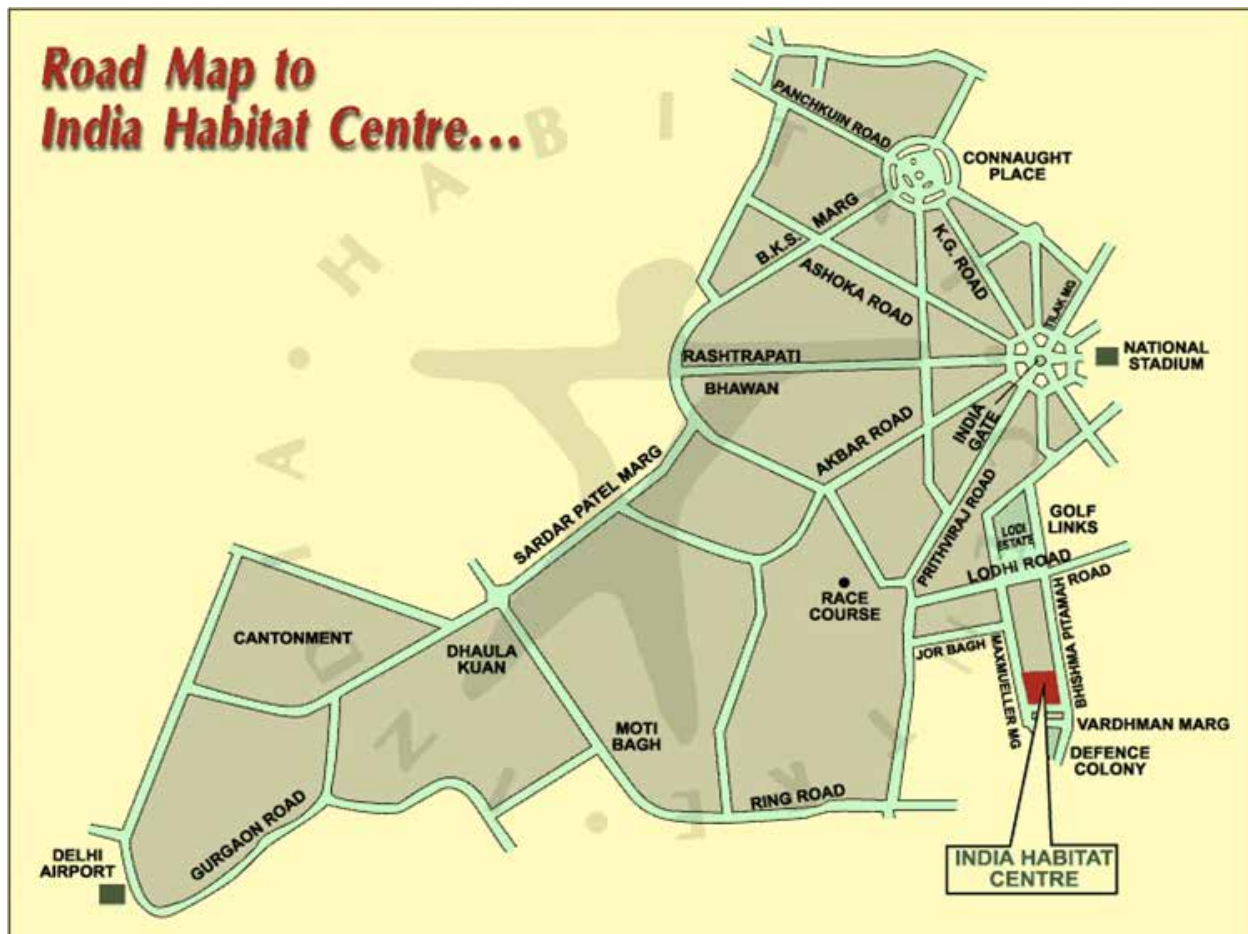 Road Map to
India Habitat Centre...
PANCHKUIN ROAD
CONNAUGHT
PLACE
B.K.S. MARG
K.G. ROAD
ASHOKA ROAD
TILAK MG
RASHTRAPATI
BHAWAN
NATIONAL
STADIUM
INDIA
GATE
AKBAR ROAD
SARDAR PATEL MARG
PRITHVIRAJ ROAD
LODI
ESTATE
GOLF
LINKS
LODHI ROAD
RACE
COURSE
CANTONMENT
DHAULA
KUAN
JOR BAGH
MAXMUELLER MG
BHISHMA PITAMAH ROAD
MOTI
BAGH
VARDHMAN MARG
DEFENCE
COLONY
RING ROAD
GURGAON ROAD
DELHI
AIRPORT
INDIA HABITAT
CENTRE
INDIA • HABITAT • CENTRE •